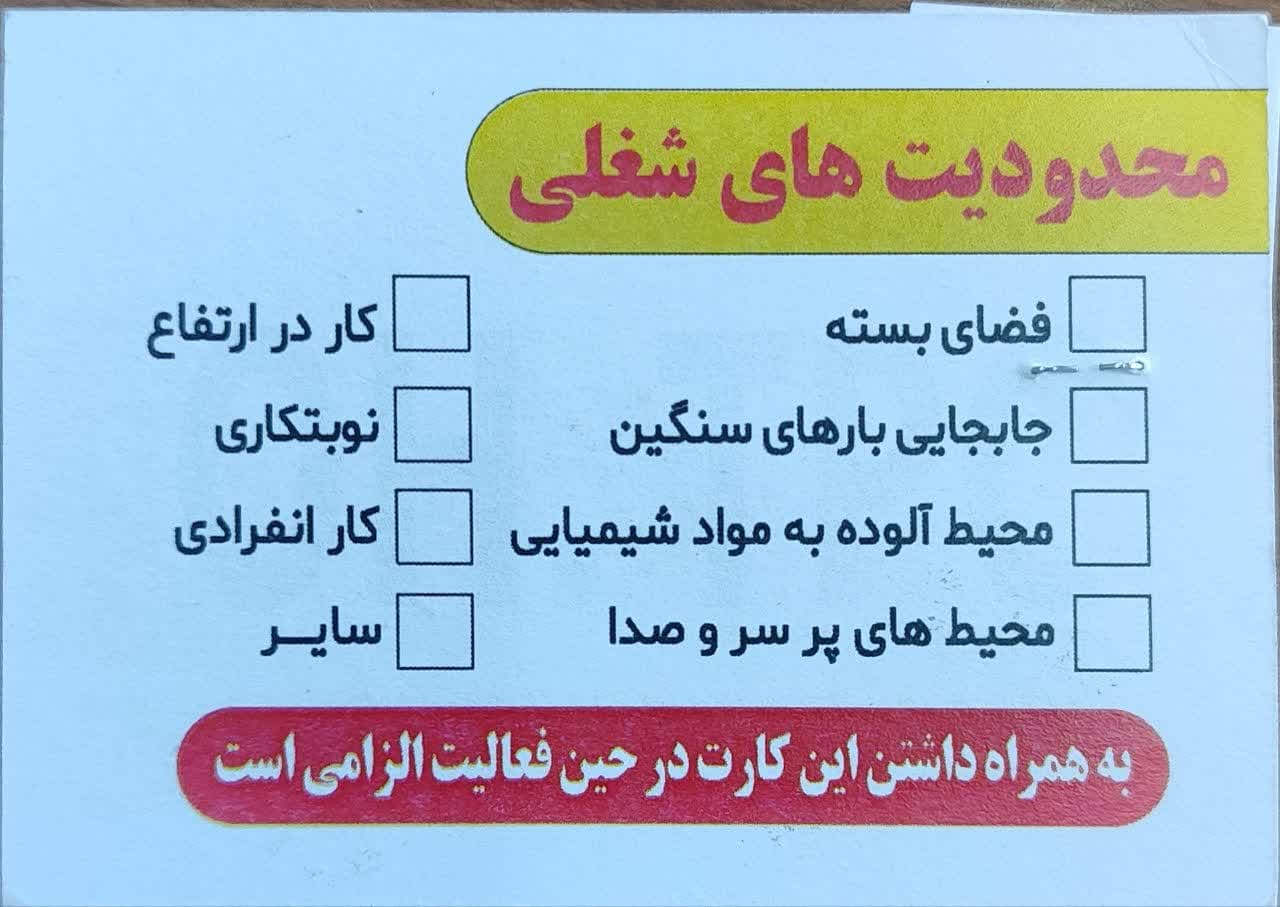 محدودیت های شغلی
فضای بسته
کار در ارتفاع
جابجایی بارهای سنگین
نوبتکاری
محیط آلوده به مواد شیمیایی
کار انفرادی
محیط های پر سر و صدا
سایـــر
به همراه داشتن این کارت در حین فعالیت الزامی است